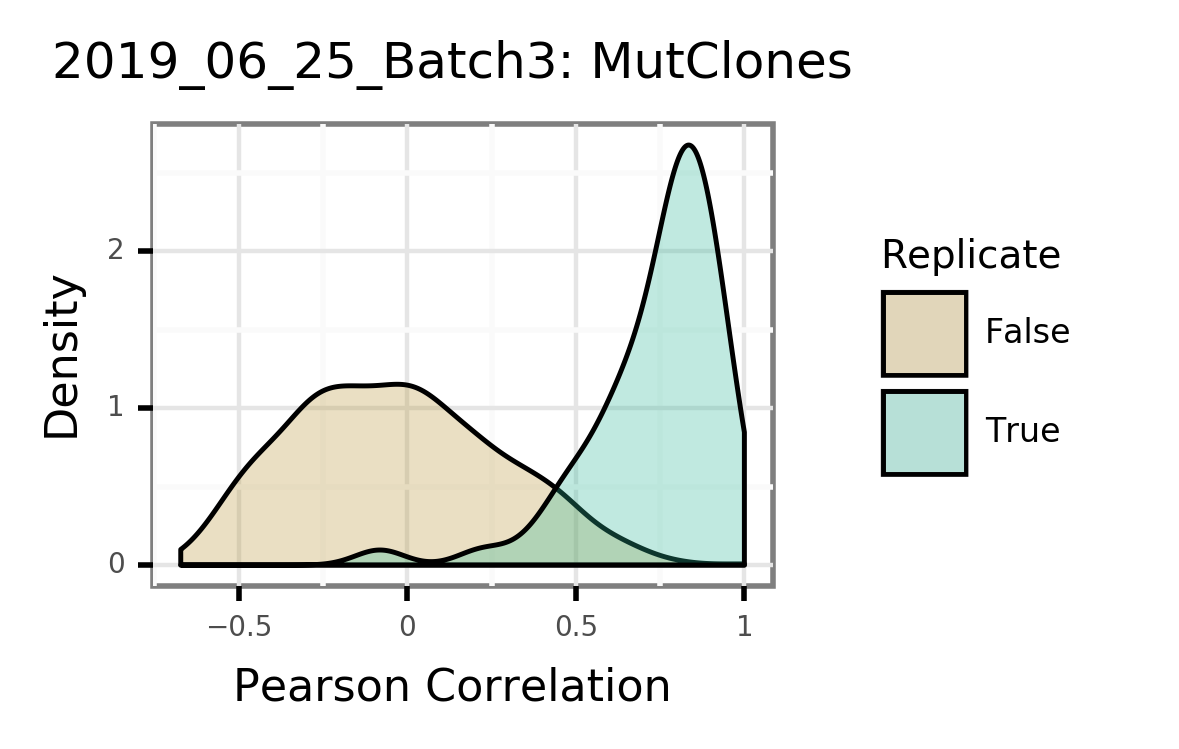 2019_06_25_Batch3: MutClones
Density
2
1
0
−0.5
0
0.5
1
Pearson Correlation
Replicate
False
True